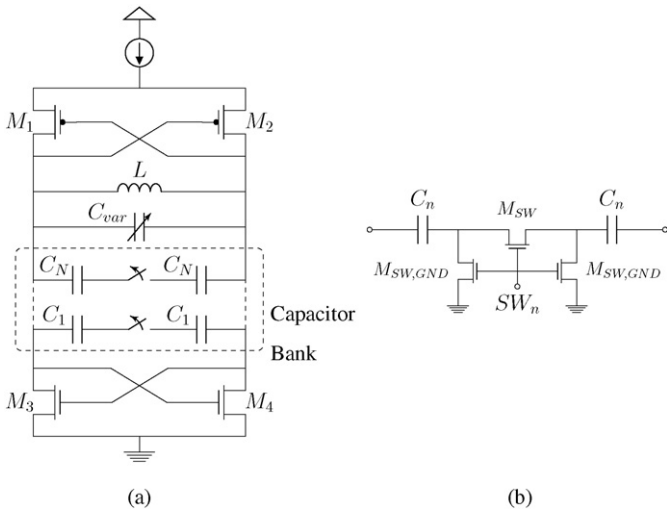 M1 M2
L
Cvar
CN CN
C1 C1
Capacitor
Bank
M3 M4
(a)
Cn MSW Cn
MSW,GND MSW,GND
SWn
(b)